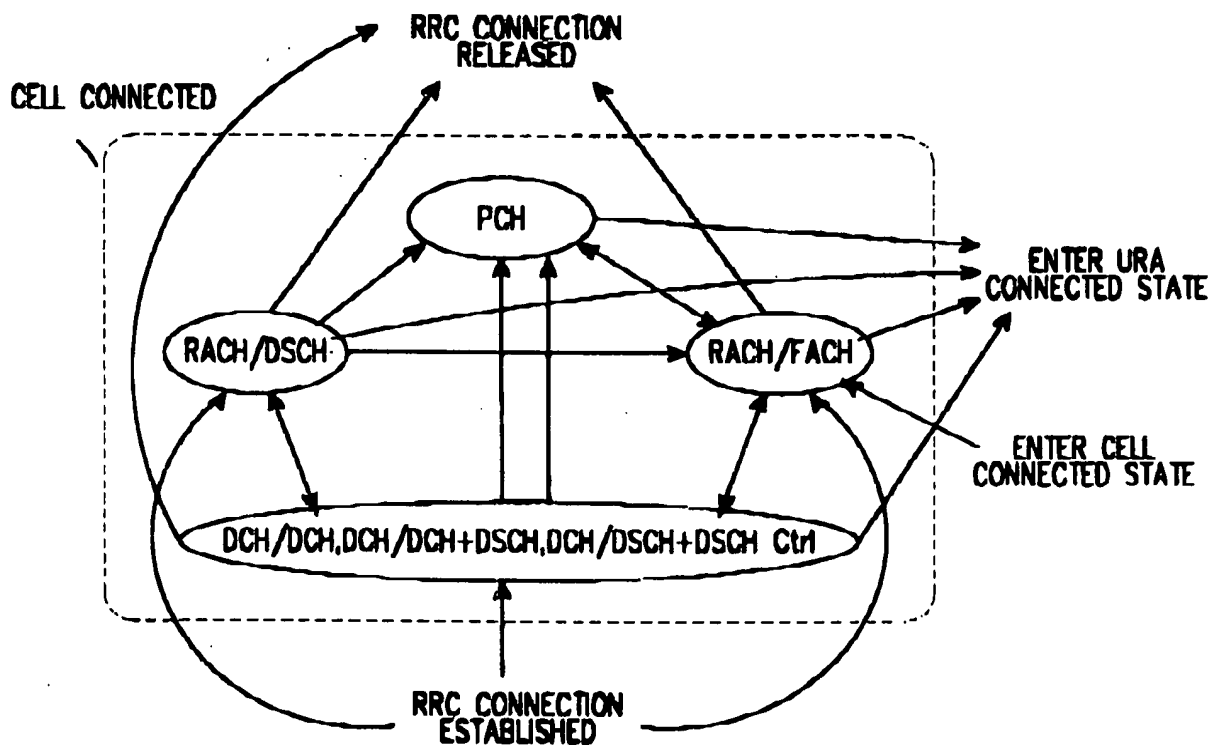 RRC CONNECTION
RELEASED
CELL CONNECTED
PCH
ENTER URA
CONNECTED STATE
RACH/DSCH
RACH/FACH
ENTER CELL
CONNECTED STATE
DCH/DCH,DCH/DCH+DSCH,DCH/DSCH+DSCH Ctrl
RRC CONNECTION
ESTABLISHED